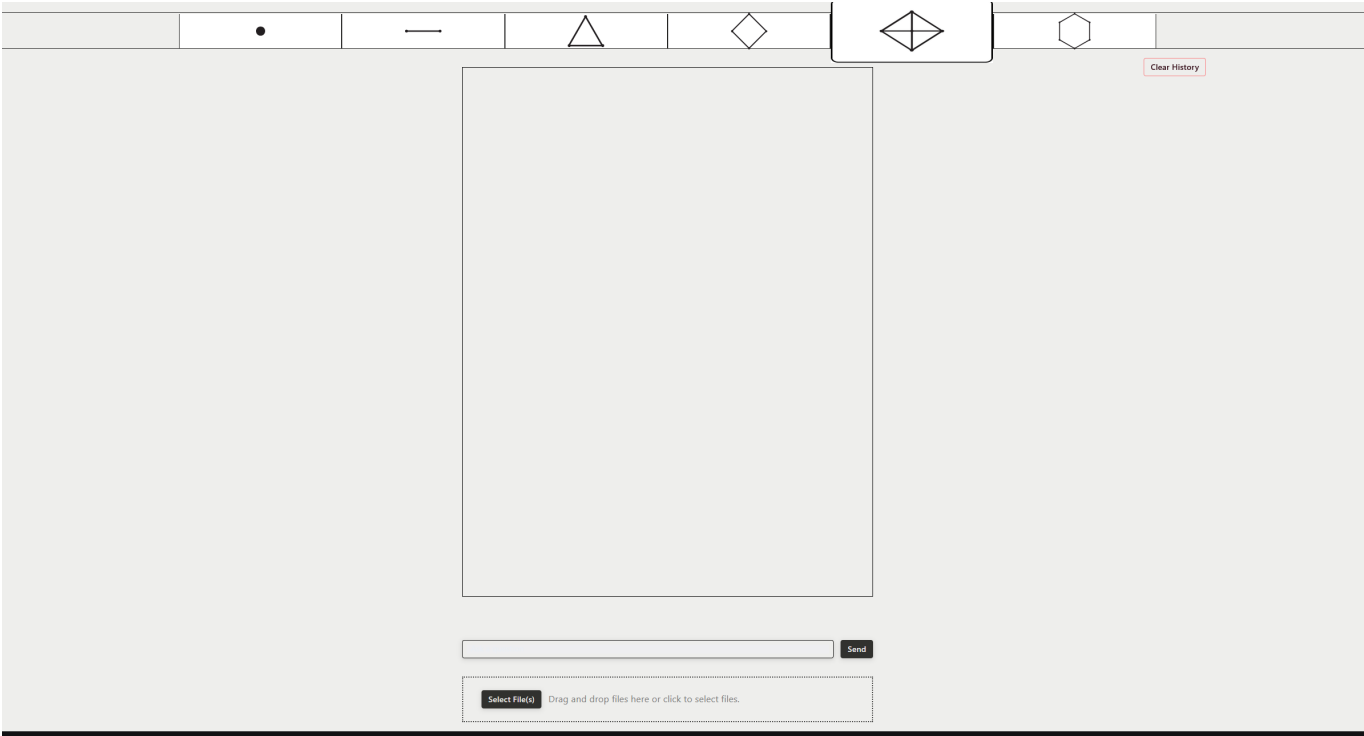 Clear History
Send
Select File(s) Drag and drop files here or click to select files.